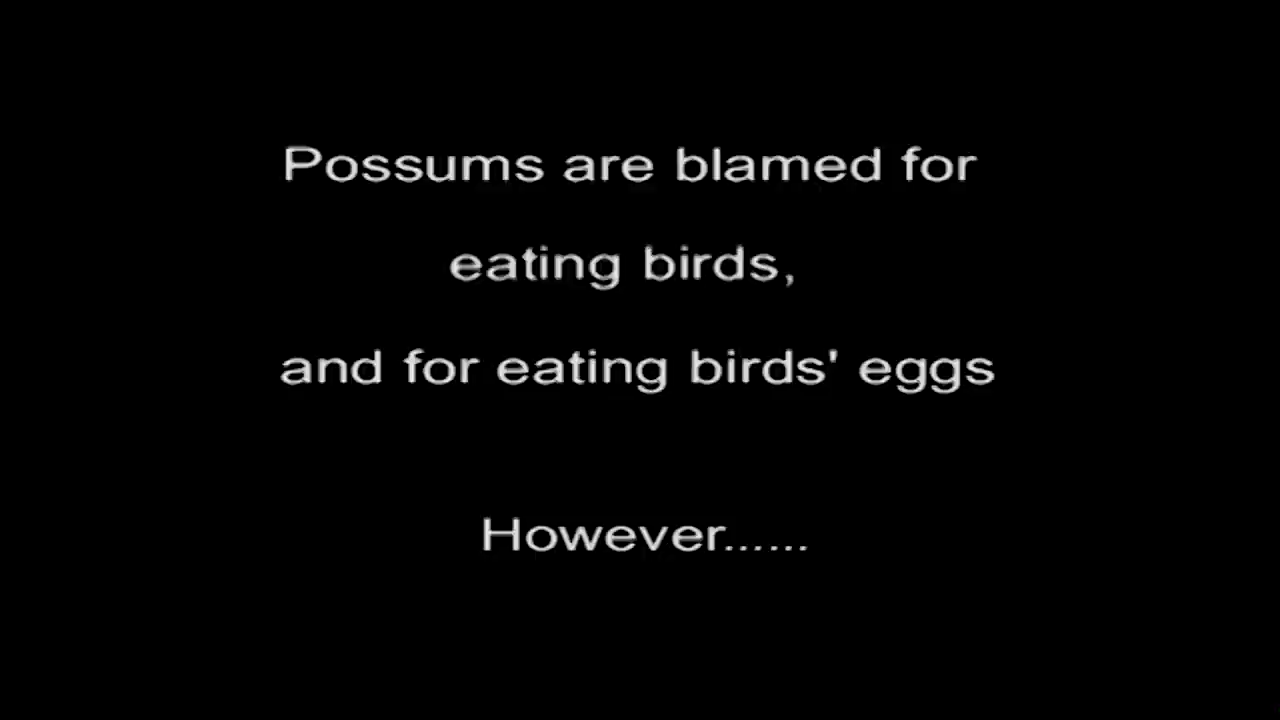 Possums are blamed for
eating birds,
and for eating birds' eggs
However......